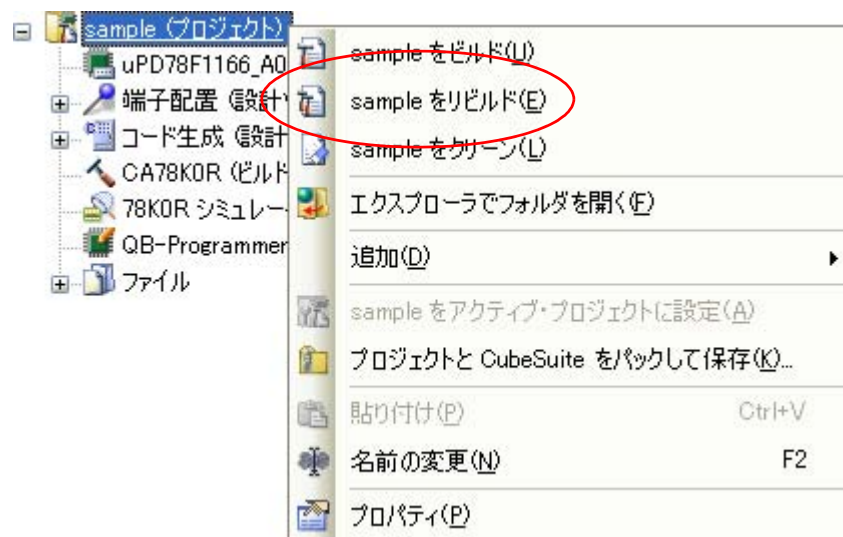 sample (プロジェクト)
uPD78F1166_A0
端子配置 (設計
コード生成 (設計
CA78K0R (ビルド
78K0R シミュレー
QB-Programmer
ファイル
sample をビルド(U)
sample をリビルド(E)
sample をクリーン(L)
エクスプローラでフォルダを開く(F)
追加(D)
sample をアクティブ・プロジェクトに設定(A)
プロジェクトと CubeSuite をパックして保存(K)...
貼り付け(P) Ctrl+V
名前の変更(N) F2
プロパティ(P)